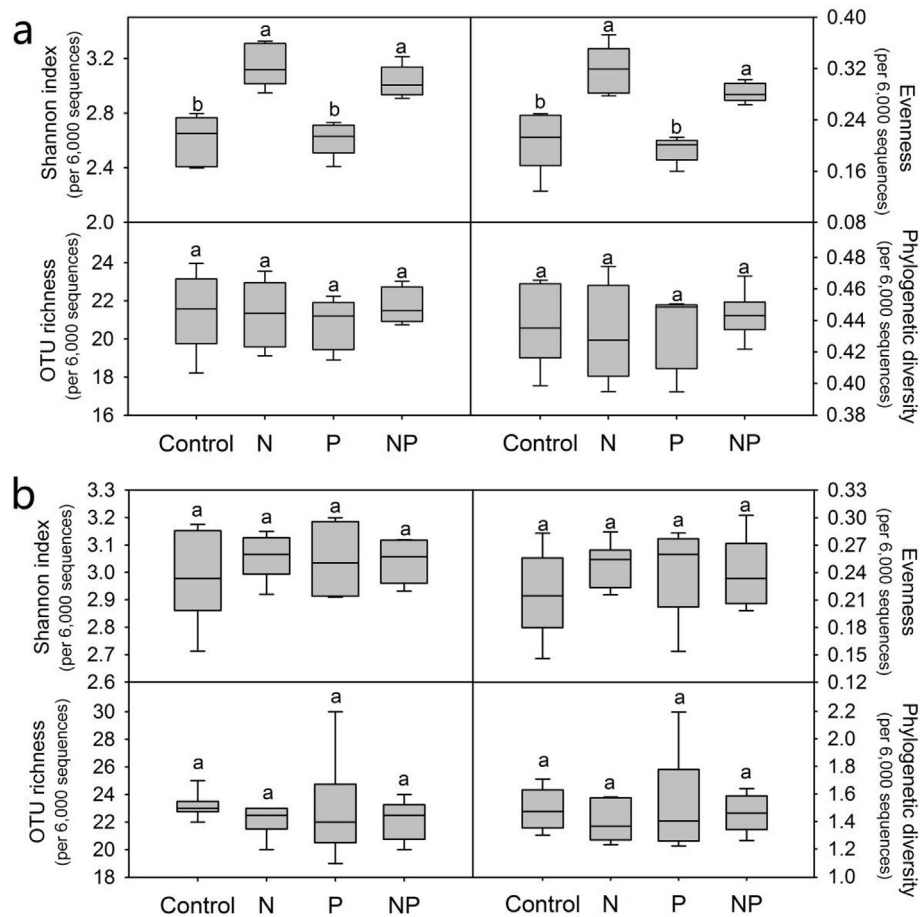 a
Shannon index
(per 6,000 sequences)
3.2
2.8
2.4
2.0
b
a
b
a
b
a
b
a
0.40
0.32
0.24
0.16
0.08
Evenness
(per 6,000 sequences)
OTU richness
(per 6,000 sequences)
24
22
20
18
16
a
a
a
a
a
a
a
a
0.48
0.46
0.44
0.42
0.40
0.38
Phylogenetic diversity
(per 6,000 sequences)
Control N P NP Control N P NP
b
Shannon index
(per 6,000 sequences)
3.3
3.2
3.1
3.0
2.9
2.8
2.7
2.6
a
a
a
a
a
a
a
a
0.33
0.30
0.27
0.24
0.21
0.18
0.15
0.12
Evenness
(per 6,000 sequences)
OTU richness
(per 6,000 sequences)
30
28
26
24
22
20
18
a
a
a
a
a
a
a
a
2.2
2.0
1.8
1.6
1.4
1.2
1.0
Phylogenetic diversity
(per 6,000 sequences)
Control N P NP Control N P NP